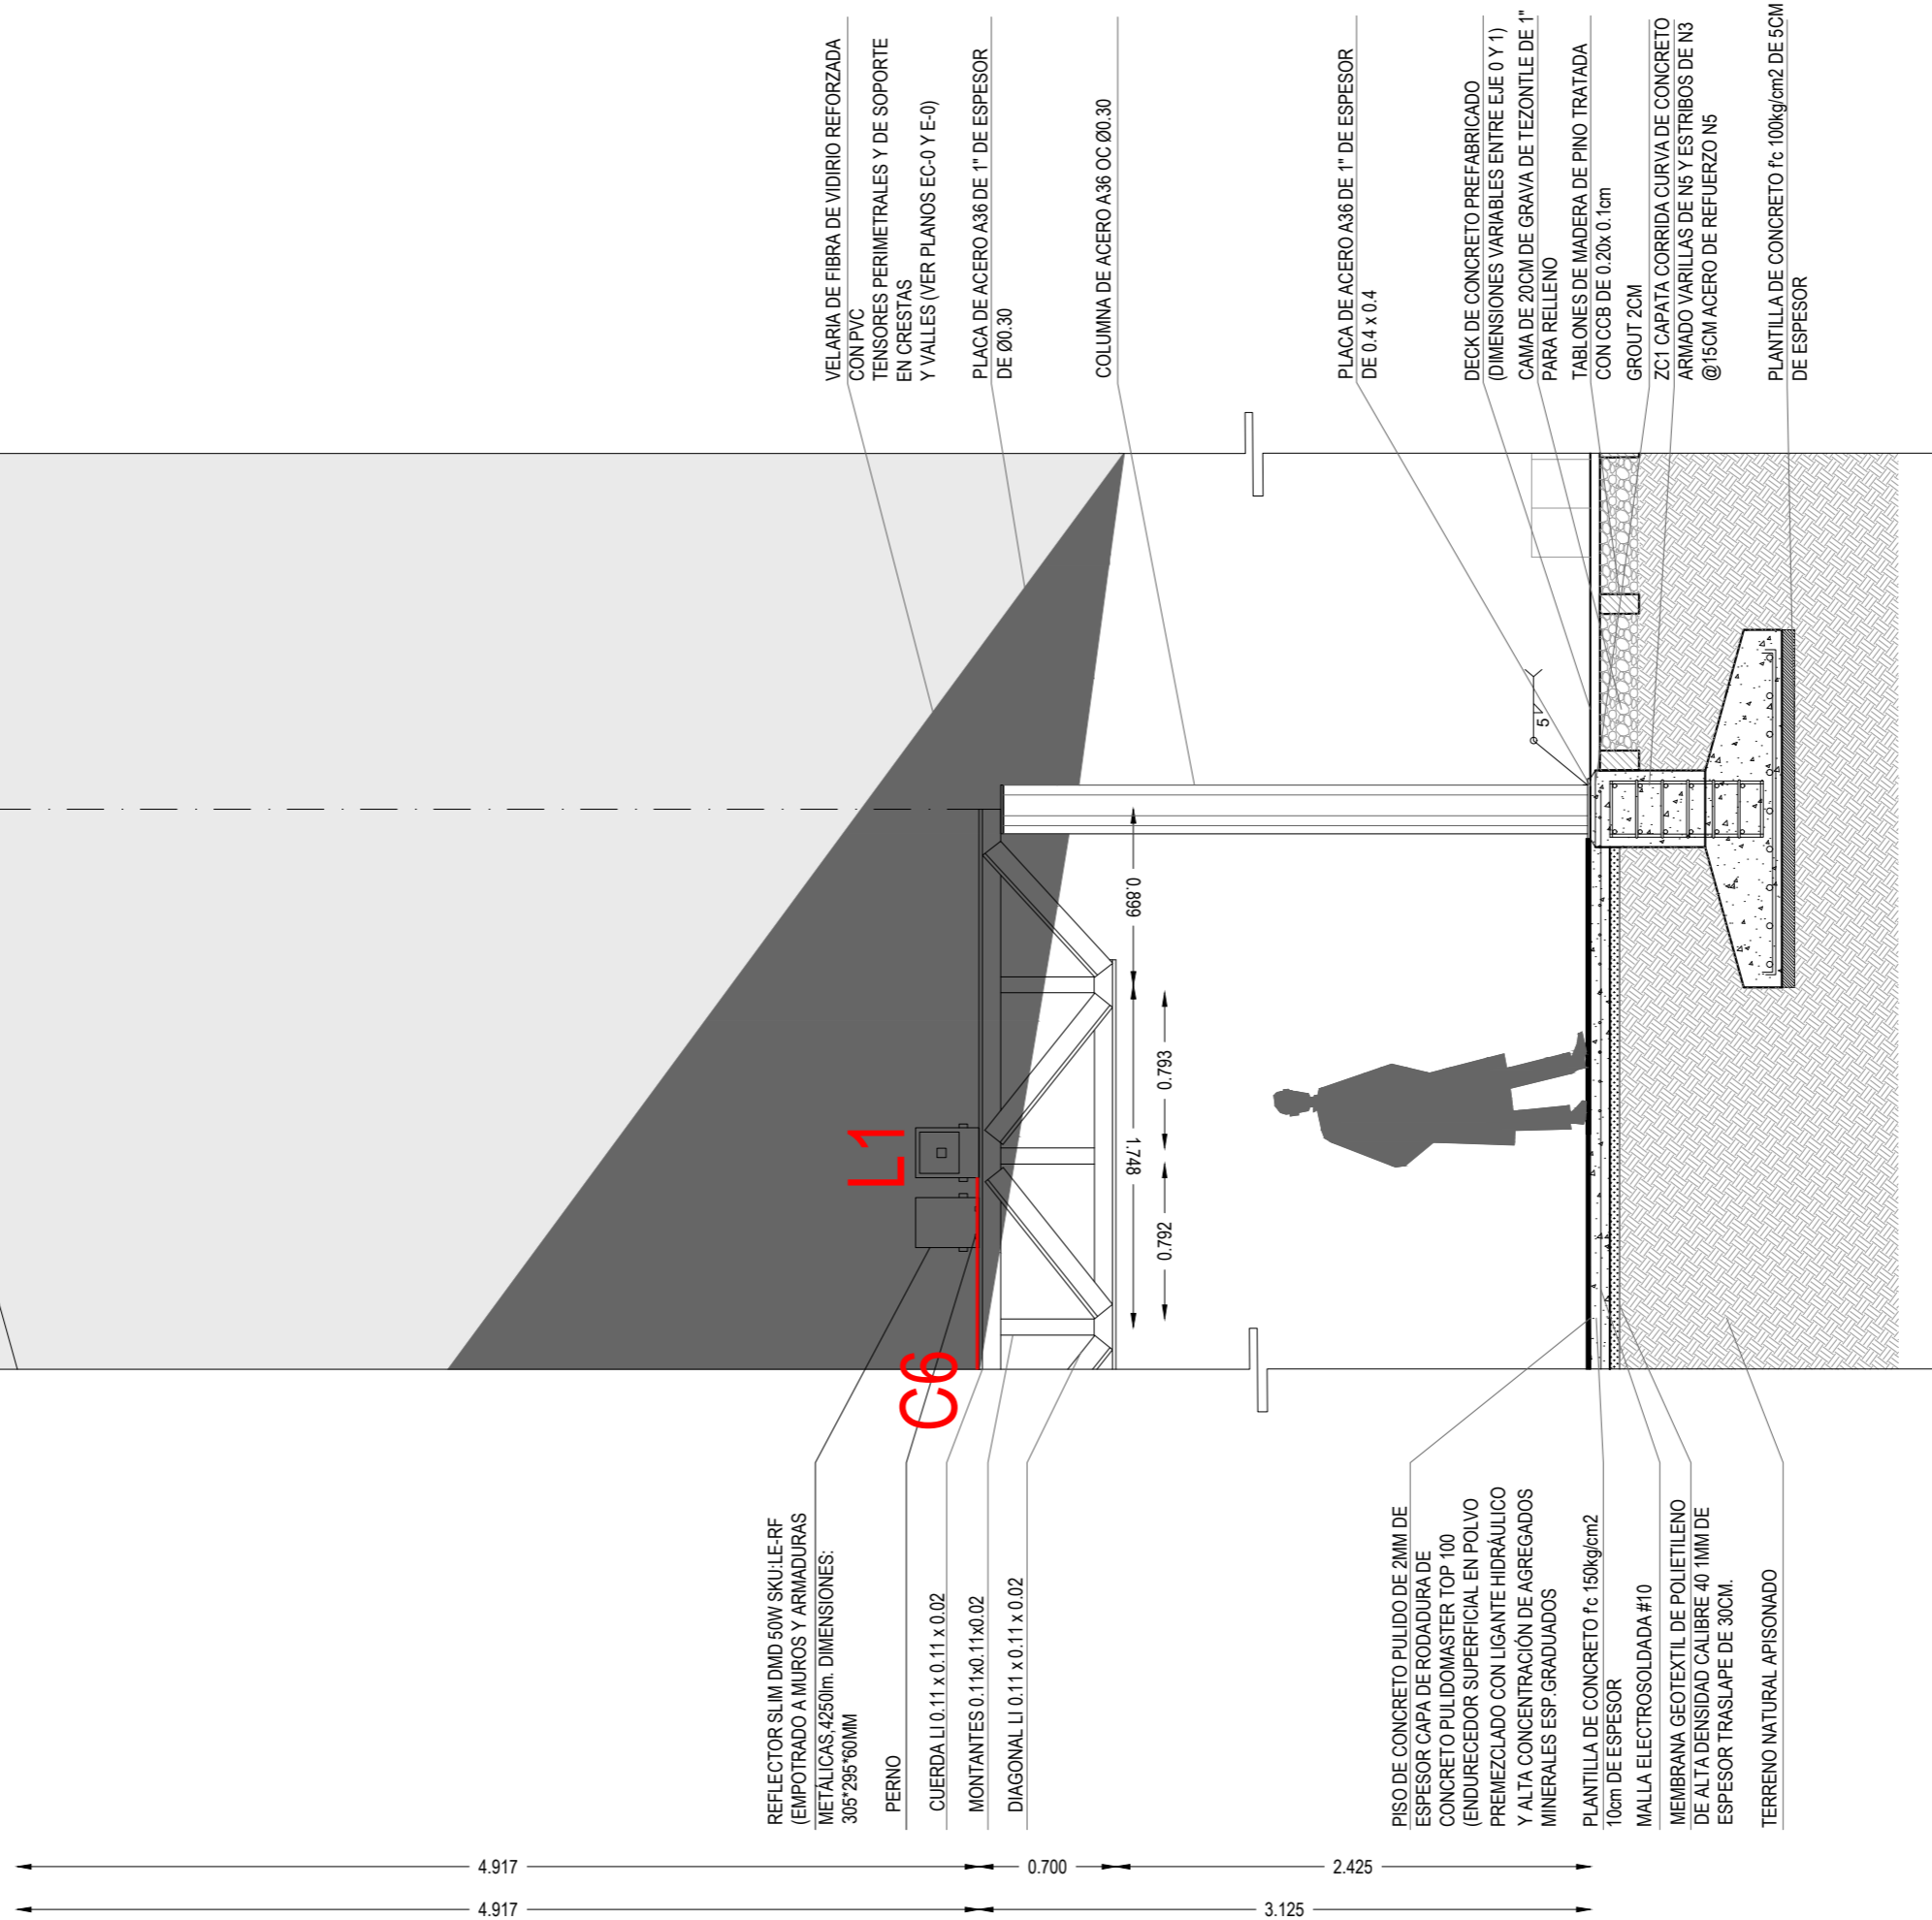 VELARIA DE FIBRA DE VIDIRIO REFORZADA
CON PVC
TENSORES PERIMETRALES Y DE SOPORTE
EN CRESTAS
Y VALLES (VER PLANOS EC-0 Y E-0)
PLACA DE ACERO A36 DE 1" DE ESPESOR
DE Ø0.30
COLUMNA DE ACERO A36 OC Ø0.30
PLACA DE ACERO A36 DE 1" DE ESPESOR
DE 0.4 x 0.4
DECK DE CONCRETO PREFABRICADO
(DIMENSIONES VARIABLES ENTRE EJE 0 Y 1)
CAMA DE 20CM DE GRAVA DE TEZONTLE DE 1"
PARA RELLENO
TABLONES DE MADERA DE PINO TRATADA
CON CCB DE 0.20x 0.1cm
GROUT 2CM
ZC1 CAPATA CORRIDA CURVA DE CONCRETO
ARMADO VARILLAS DE N5 Y ESTRIBOS DE N3
@15CM ACERO DE REFUERZO N5
PLANTILLA DE CONCRETO f'c 100kg/cm2 DE 5CM
DE ESPESOR
5
0.899
0.793
1.748
0.792
L1
C6
REFLECTOR SLIM DMD 50W SKU:LE-RF
(EMPOTRADO A MUROS Y ARMADURAS
METÁLICAS,4250lm. DIMENSIONES:
305*295*60MM
PERNO
CUERDA LI 0.11 x 0.11 x 0.02
MONTANTES 0.11x0.11x0.02
DIAGONAL LI 0.11 x 0.11 x 0.02
PISO DE CONCRETO PULIDO DE 2MM DE
ESPESOR CAPA DE RODADURA DE
CONCRETO PULIDOMASTER TOP 100
(ENDURECEDOR SUPERFICIAL EN POLVO
PREMEZCLADO CON LIGANTE HIDRÁULICO
Y ALTA CONCENTRACIÓN DE AGREGADOS
MINERALES ESP.GRADUADOS
PLANTILLA DE CONCRETO f'c 150kg/cm2
10cm DE ESPESOR
MALLA ELECTROSOLDADA #10
MEMBRANA GEOTEXTIL DE POLIETILENO
DE ALTA DENSIDAD CALIBRE 40 1MM DE
ESPESOR TRASLAPE DE 30CM.
TERRENO NATURAL APISONADO
4.917
0.700
2.425
4.917
3.125